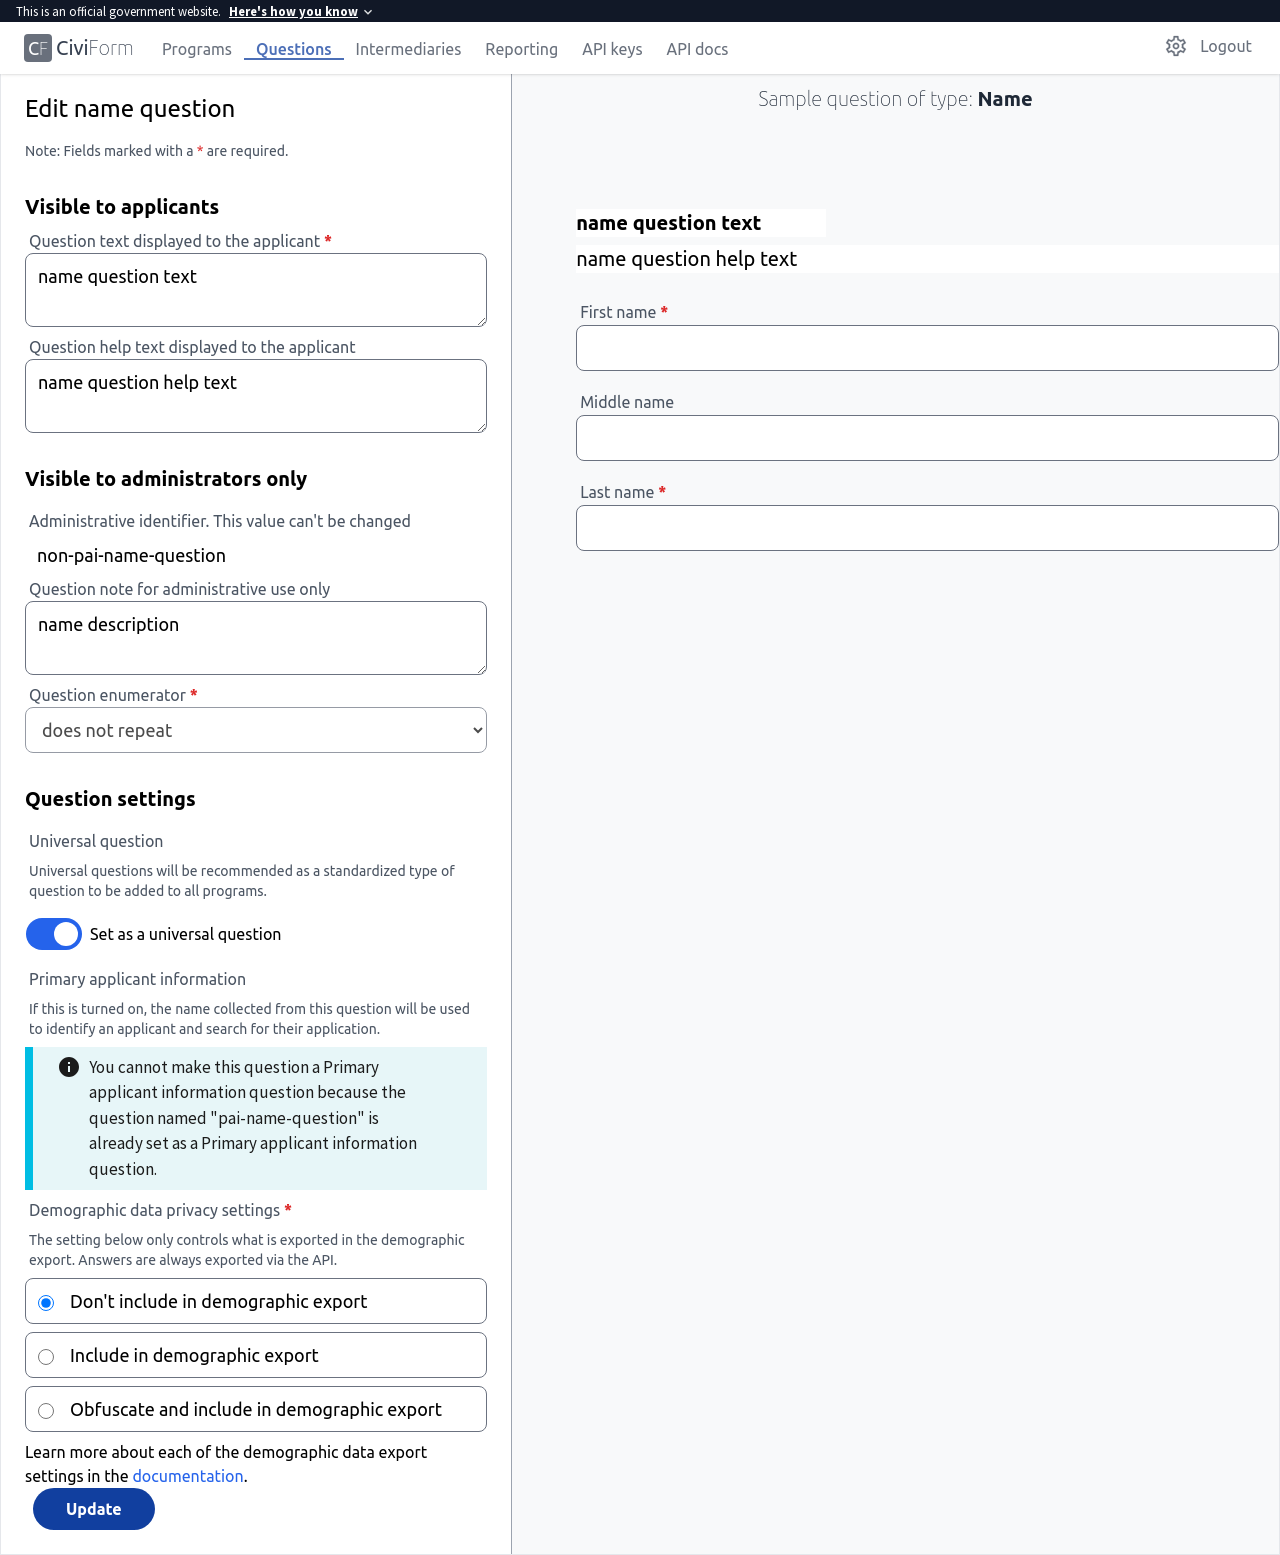 This is an official government website. Here's how you know
CF CiviForm Programs Questions Intermediaries Reporting API keys API docs Logout
Edit name question
Note: Fields marked with a * are required.
Visible to applicants
Question text displayed to the applicant *
name question text
Question help text displayed to the applicant
name question help text
Visible to administrators only
Administrative identifier. This value can't be changed
non-pai-name-question
Question note for administrative use only
name description
Question enumerator *
does not repeat
Question settings
Universal question
Universal questions will be recommended as a standardized type of
question to be added to all programs.
Set as a universal question
Primary applicant information
If this is turned on, the name collected from this question will be used
to identify an applicant and search for their application.
You cannot make this question a Primary
applicant information question because the
question named "pai-name-question" is
already set as a Primary applicant information
question.
Demographic data privacy settings *
The setting below only controls what is exported in the demographic
export. Answers are always exported via the API.
Don't include in demographic export
Include in demographic export
Obfuscate and include in demographic export
Learn more about each of the demographic data export
settings in the documentation.
Update
Sample question of type: Name
name question text
name question help text
First name *
Middle name
Last name *